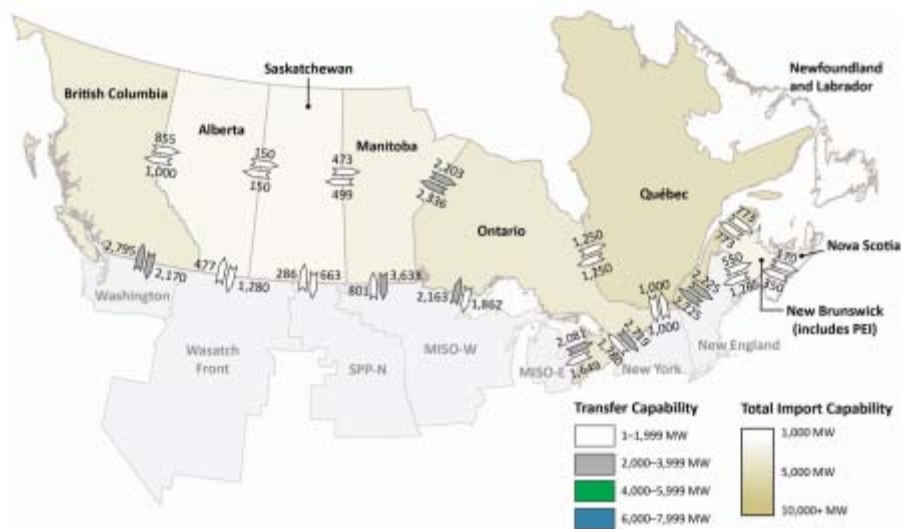 Saskatchewan
Newfoundland
and Labrador
British Columbia
Alberta
Manitoba
855
1,000
150
150
473
499
2,203
2,336
Ontario
Québec
1,250
1,250
773
773
Nova Scotia
550
170
350
New Brunswick
(includes PEI)
2,795
2,170
477
1,280
286
663
801
3,633
2,163
1,862
1,000
1,000
2,081
1,649
Washington
Wasatch
Front
SPP-N
MISO-W
MISO-E
New York
New England
Transfer Capability
1–1,999 MW
2,000–3,999 MW
4,000–5,999 MW
6,000–7,999 MW
Total Import Capability
1,000 MW
5,000 MW
10,000+ MW